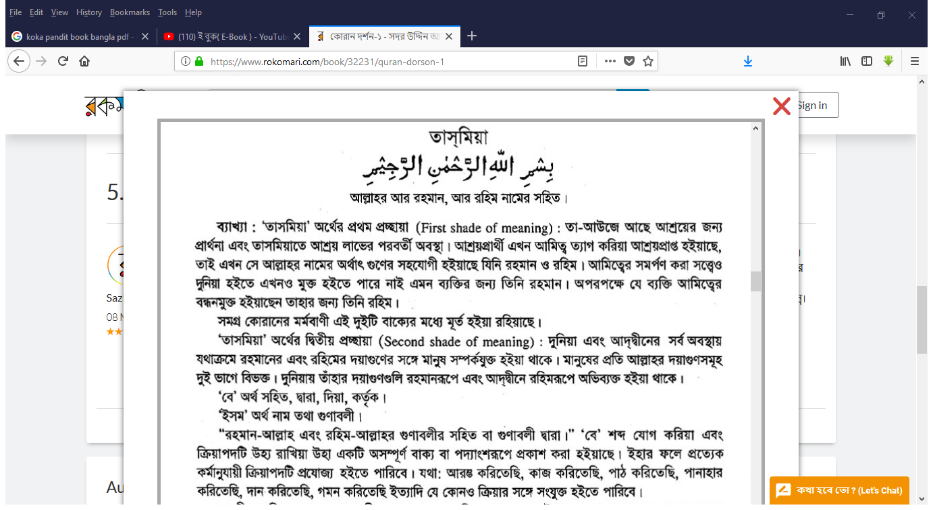 File Edit View History Bookmarks Tools Help
koka pandit book bangla pdf -
(110) ই বুক( E-Book ) - YouTub
কোরান দর্শন-১ - সদর উদ্দিন আ
https://www.rokomari.com/book/32231/quran-dorson-1
Sign in
তাস্‌মিয়া
بِسْمِ اللّٰهِ الرَّحْمٰنِ الرَّحِيْمِ
আল্লাহর আর রহমান, আর রহিম নামের সহিত।
5.
ব্যাখ্যা : ‘তাসমিয়া’ অর্থের প্রথম প্রচ্ছায়া (First shade of meaning) : তা-আউজে আছে আশ্রয়ের জন্য
প্রার্থনা এবং তাসমিয়াতে আশ্রয় লাভের পরবর্তী অবস্থা। আশ্রয়প্রার্থী এখন আমিত্ব ত্যাগ করিয়া আশ্রয়প্রাপ্ত হইয়াছে,
তাই এখন সে আল্লাহর নামের অর্থাৎ গুণের সহযোগী হইয়াছে যিনি রহমান ও রহিম। আমিত্বের সমর্পণ করা সত্ত্বেও
দুনিয়া হইতে এখনও মুক্ত হইতে পারে নাই এমন ব্যক্তির জন্য তিনি রহমান। অপরপক্ষে যে ব্যক্তি আমিত্বের
বন্ধনমুক্ত হইয়াছেন তাহার জন্য তিনি রহিম।
Saz
08 N
সমগ্র কোরানের মর্মবাণী এই দুইটি বাক্যের মধ্যে মূর্ত হইয়া রহিয়াছে।
‘তাসমিয়া’ অর্থের দ্বিতীয় প্রচ্ছায়া (Second shade of meaning) : দুনিয়া এবং আদ্‌দ্বীনের সর্ব অবস্থায়
যথাক্রমে রহমানের এবং রহিমের দয়াগুণের সঙ্গে মানুষ সম্পর্কযুক্ত হইয়া থাকে। মানুষের প্রতি আল্লাহর দয়াগুণসমূহ
দুই ভাগে বিভক্ত। দুনিয়ায় তাঁহার দয়াগুণগুলি রহমানরূপে এবং আদ্‌দ্বীনে রহিমরূপে অভিব্যক্ত হইয়া থাকে।
‘বে’ অর্থ সহিত, দ্বারা, দিয়া, কর্তৃক।
‘ইসম’ অর্থ নাম তথা গুণাবলী।
“রহমান-আল্লাহ এবং রহিম-আল্লাহর গুণাবলীর সহিত বা গুণাবলী দ্বারা।” ‘বে’ শব্দ যোগ করিয়া এবং
ক্রিয়াপদটি উহ্য রাখিয়া উহা একটি অসম্পূর্ণ বাক্য বা পদ্যাংশরূপে প্রকাশ করা হইয়াছে। ইহার ফলে প্রত্যেক
কর্মানুযায়ী ক্রিয়াপদটি প্রযোজ্য হইতে পারিবে। যথা: আরম্ভ করিতেছি, কাজ করিতেছি, পাঠ করিতেছি, পানাহার
করিতেছি, দান করিতেছি, গমন করিতেছি ইত্যাদি যে কোনও ক্রিয়ার সঙ্গে সংযুক্ত হইতে পারিবে।
Au
কথা হবে তো ? (Let's Chat)